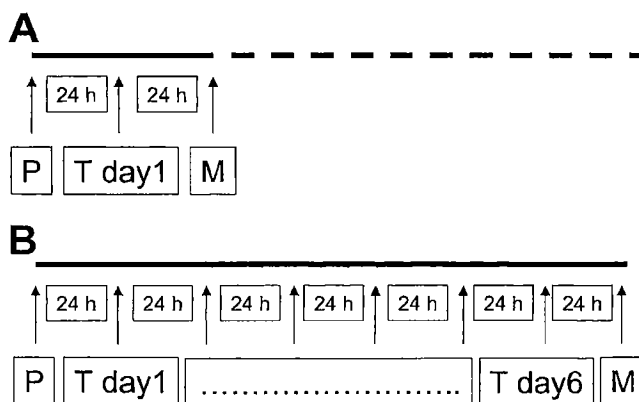 A
24 h 24 h
P T day1 M
B
24 h 24 h 24 h 24 h 24 h 24 h 24 h
P T day1 ........................... T day6 M